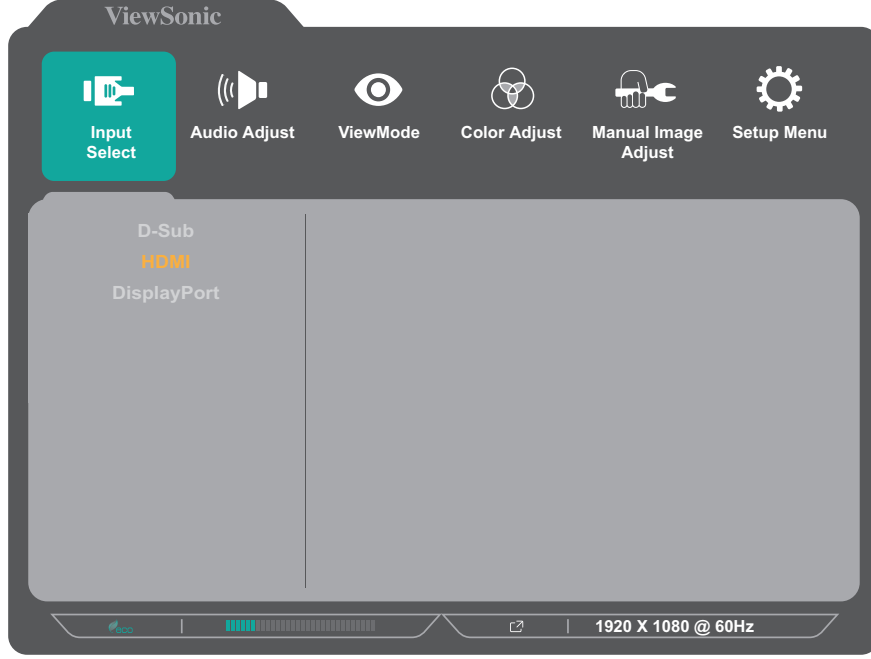 ViewSonic
Input
Select
Audio Adjust
ViewMode
Color Adjust
Manual Image
Adjust
Setup Menu
D-Sub
HDMI
DisplayPort
eco
1920 X 1080 @ 60Hz